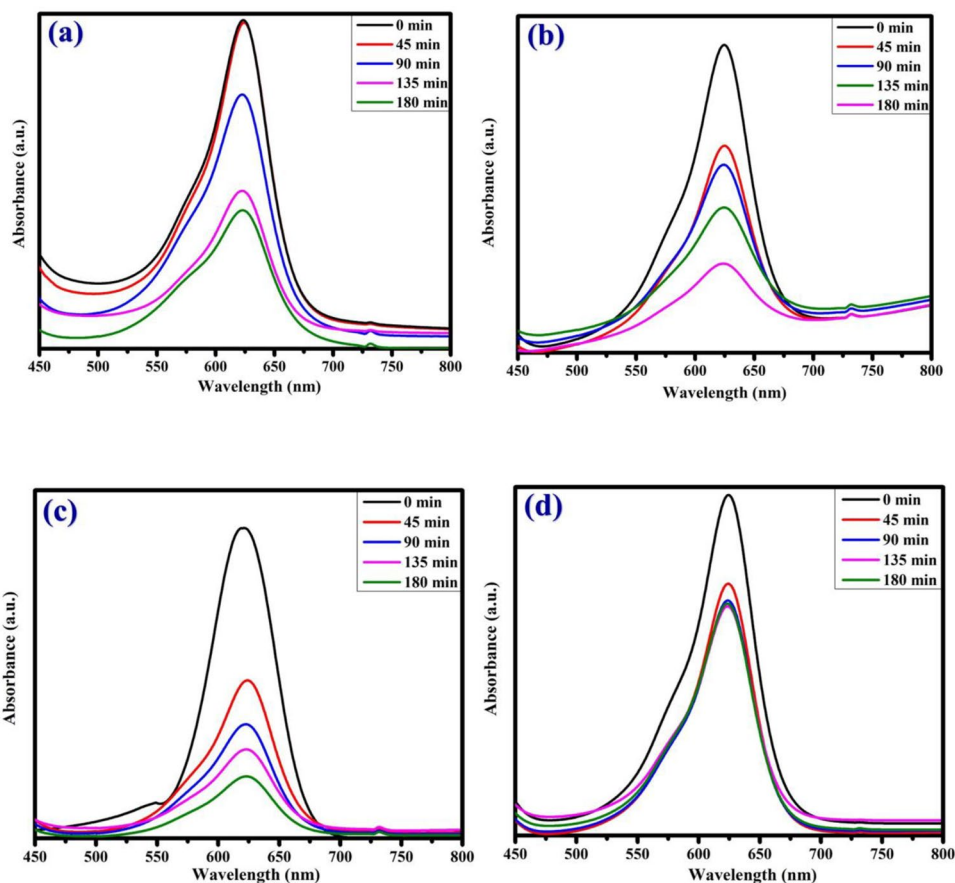 (a)
0 min
45 min
90 min
135 min
180 min
Absorbance (a.u.)
450 500 550 600 650 700 750 800
Wavelength (nm)
(b)
0 min
45 min
90 min
135 min
180 min
Absorbance (a.u.)
450 500 550 600 650 700 750 800
Wavelength (nm)
(c)
0 min
45 min
90 min
135 min
180 min
Absorbance (a.u.)
450 500 550 600 650 700 750 800
Wavelength (nm)
(d)
0 min
45 min
90 min
135 min
180 min
Absorbance (a.u.)
450 500 550 600 650 700 750 800
Wavelength (nm)